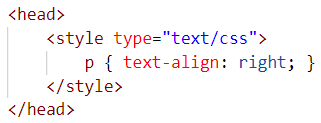 <head>
    <style type="text/css">
        p { text-align: right; }
    </style>
</head>